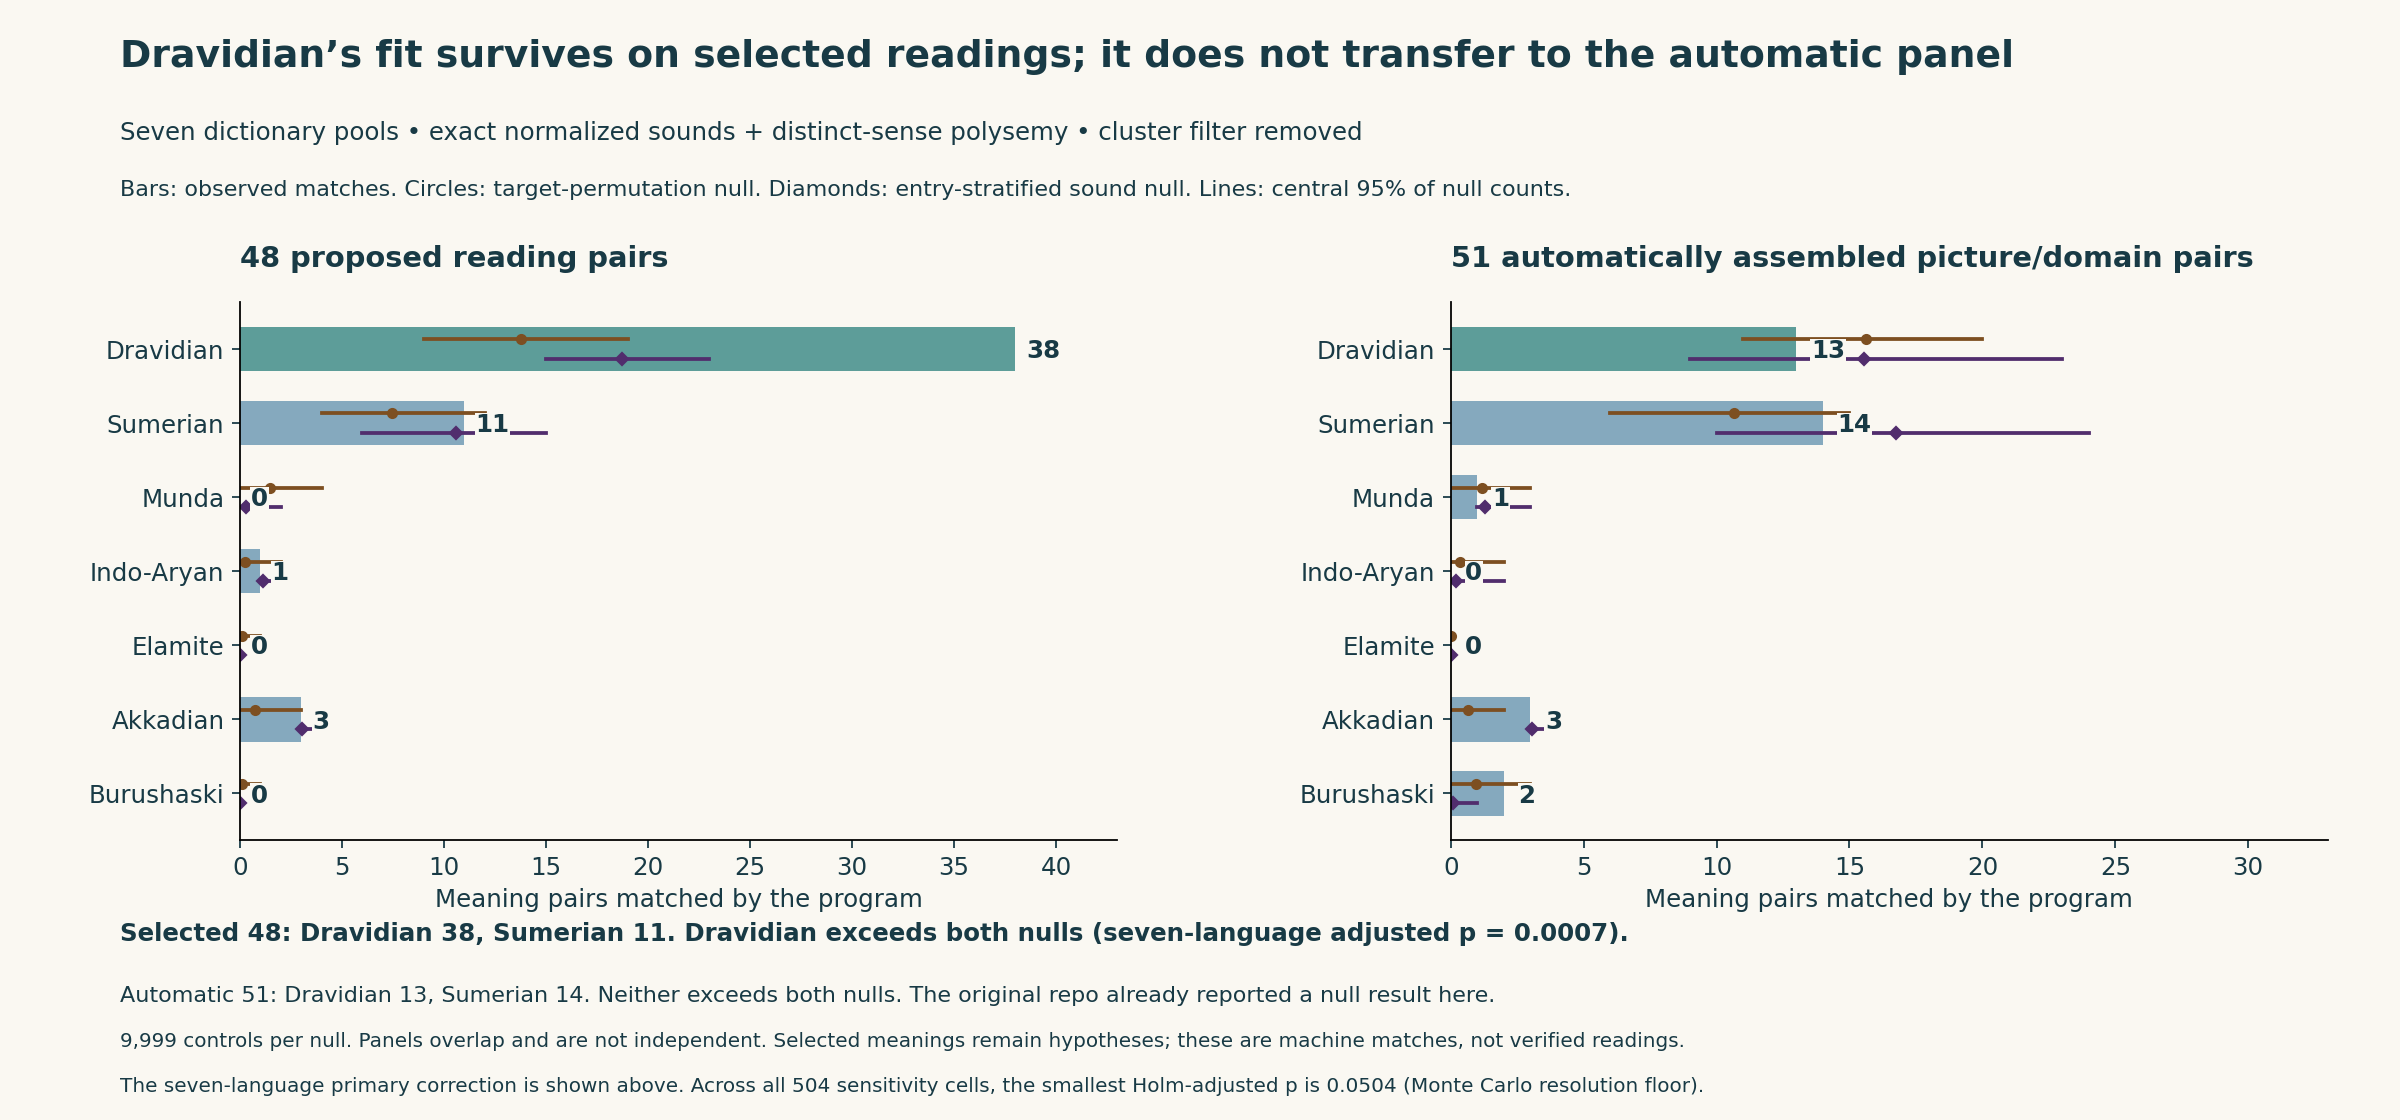 Dravidian’s fit survives on selected readings; it does not transfer to the automatic panel
Seven dictionary pools • exact normalized sounds + distinct-sense polysemy • cluster filter removed
Bars: observed matches. Circles: target-permutation null. Diamonds: entry-stratified sound null. Lines: central 95% of null counts.
48 proposed reading pairs
Dravidian 38
Sumerian 11
Munda 0
Indo-Aryan 1
Elamite 0
Akkadian 3
Burushaski 0
0 5 10 15 20 25 30 35 40
Meaning pairs matched by the program
51 automatically assembled picture/domain pairs
Dravidian 13
Sumerian 14
Munda 1
Indo-Aryan 0
Elamite 0
Akkadian 3
Burushaski 2
0 5 10 15 20 25 30
Meaning pairs matched by the program
Selected 48: Dravidian 38, Sumerian 11. Dravidian exceeds both nulls (seven-language adjusted p = 0.0007).
Automatic 51: Dravidian 13, Sumerian 14. Neither exceeds both nulls. The original repo already reported a null result here.
9,999 controls per null. Panels overlap and are not independent. Selected meanings remain hypotheses; these are machine matches, not verified readings.
The seven-language primary correction is shown above. Across all 504 sensitivity cells, the smallest Holm-adjusted p is 0.0504 (Monte Carlo resolution floor).